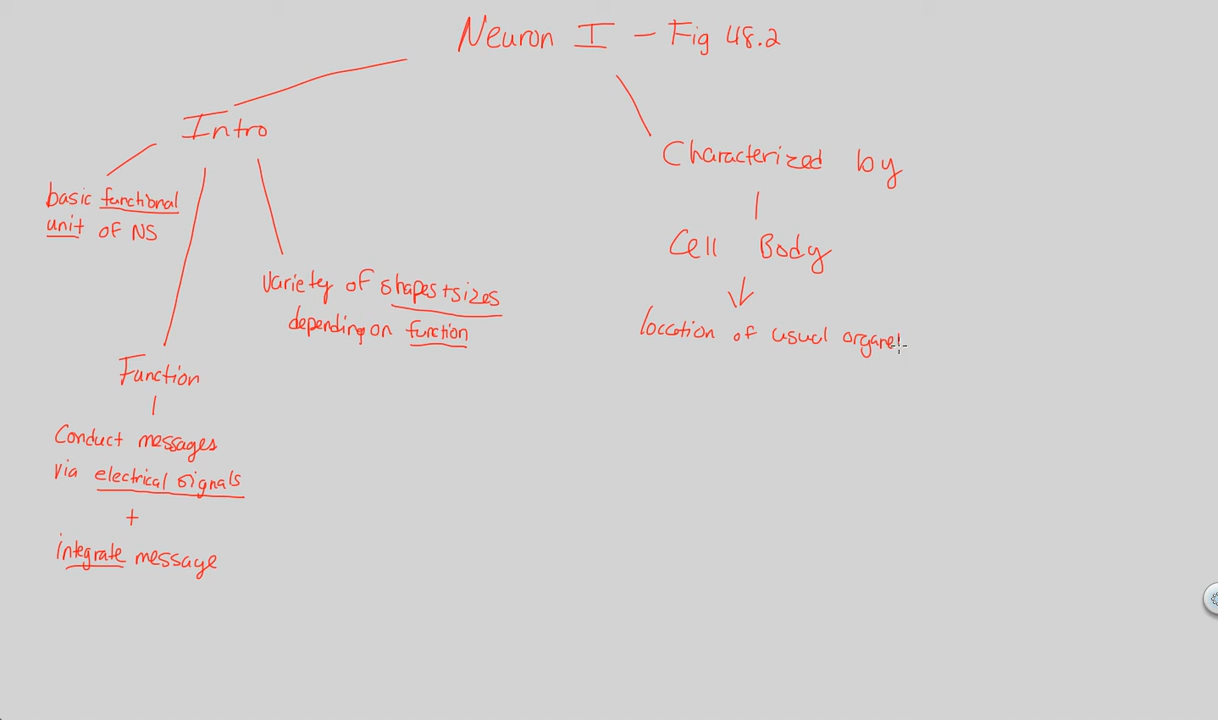 Neuron I - Fig 48.2
Intro
basic functional
unit of NS
Function
Conduct messages
via electrical signals
+
integrate message
variety of shapes + sizes
depending on function
Characterized by
Cell Body
location of usual organel